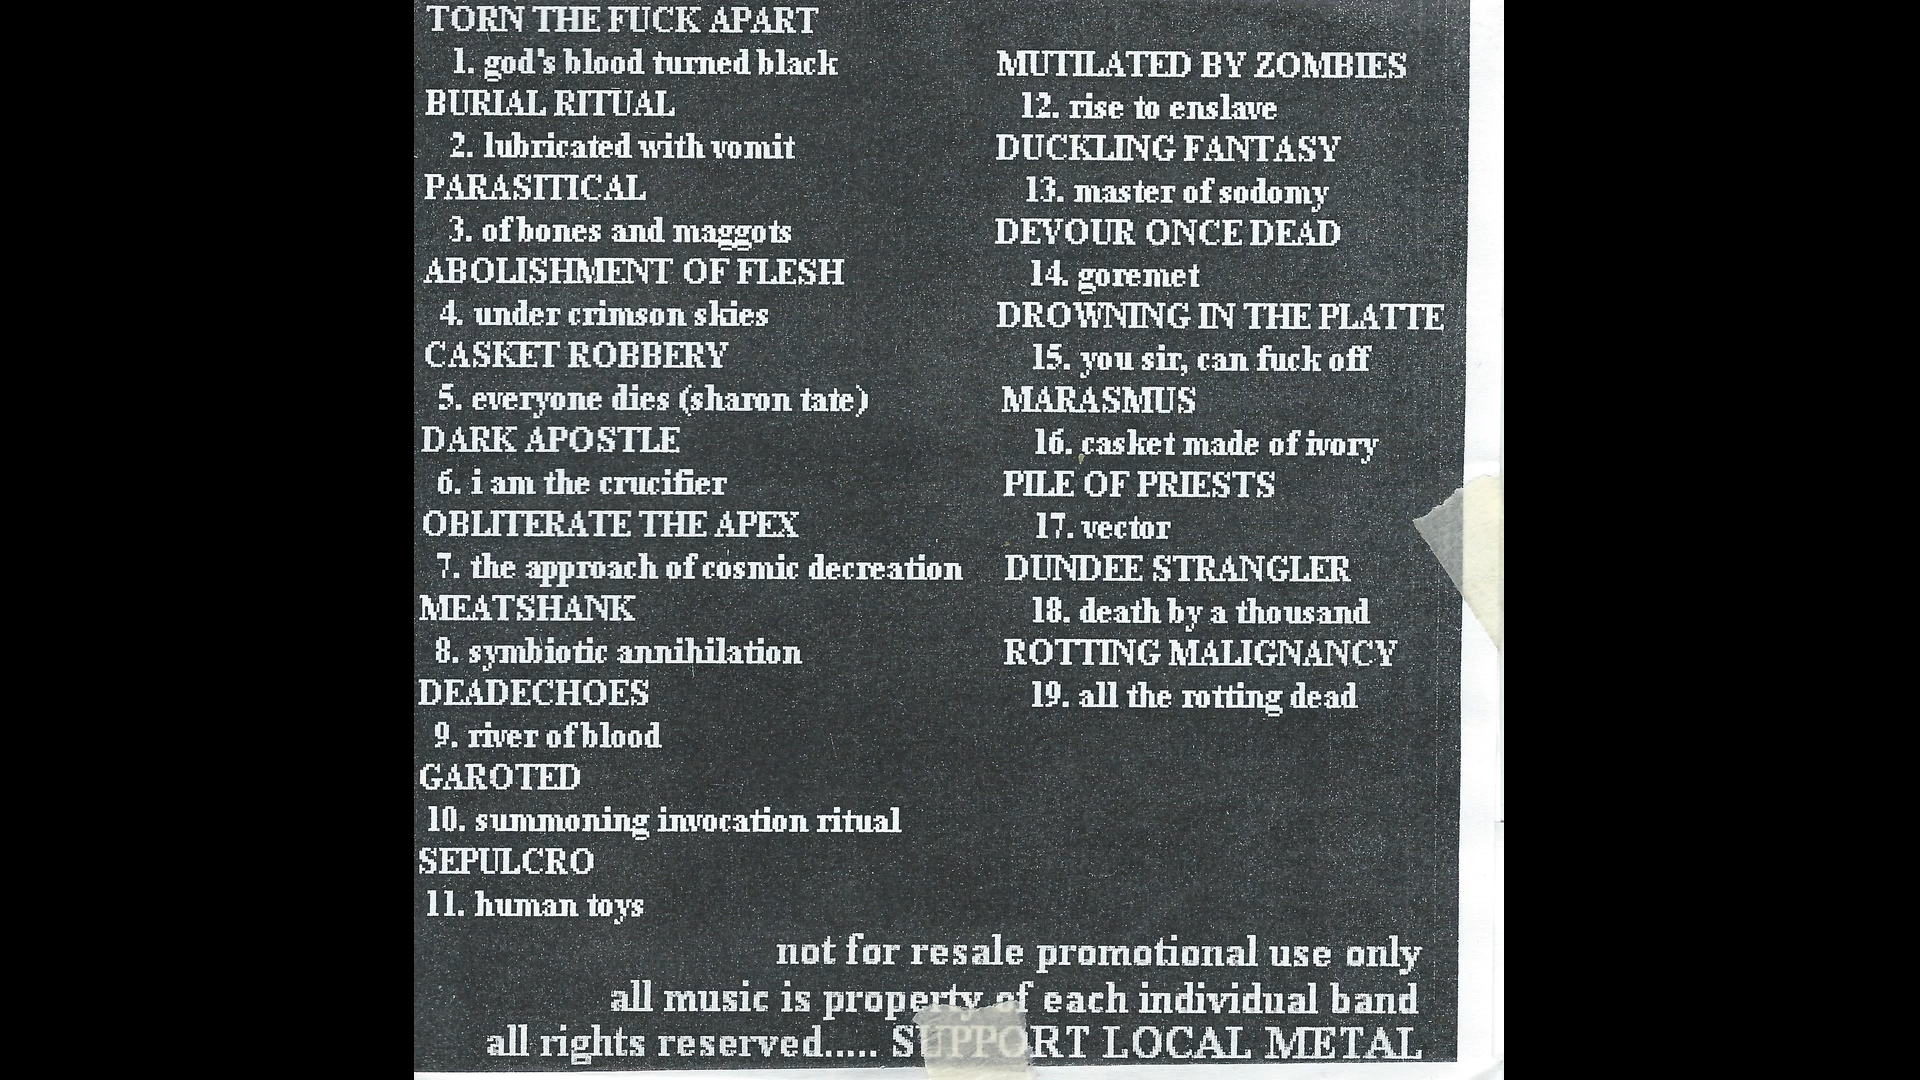 TORN THE FUCK APART
1. god's blood turned black
BURIAL RITUAL
2. lubricated with vomit
PARASITICAL
3. of bones and maggots
ABOLISHMENT OF FLESH
4. under crimson skies
CASKET ROBBERY
5. everyone dies (sharon tate)
DARK APOSTLE
6. i am the crucifier
OBLITERATE THE APEX
7. the approach of cosmic decreation
MEATSHANK
8. symbiotic annihilation
DEADECHOES
9. river of blood
GAROTED
10. summoning invocation ritual
SEPULCRO
11. human toys
MUTILATED BY ZOMBIES
12. rise to enslave
DUCKLING FANTASY
13. master of sodomy
DEVOUR ONCE DEAD
14. goremet
DROWNING IN THE PLATTE
15. you sir, can fuck off
MARASMUS
16. casket made of ivory
PILE OF PRIESTS
17. vector
DUNDEE STRANGLER
18. death by a thousand
ROTTING MALIGNANCY
19. all the rotting dead
not for resale promotional use only
all music is property of each individual band
all rights reserved..... SUPPORT LOCAL METAL